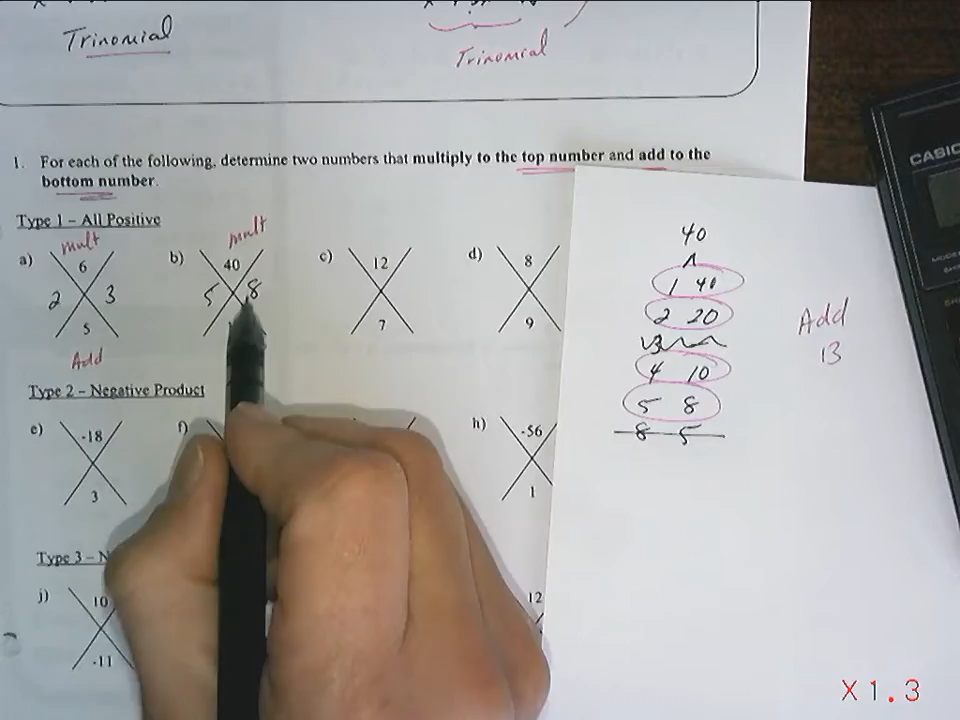 Trinomial
Trinomial
1. For each of the following, determine two numbers that multiply to the top number and add to the
bottom number.
Type 1 – All Positive
mult
mult
a)
6
2
3
5
Add
b)
40
5
8
c)
12
7
d)
8
9
Type 2 – Negative Product
e)
-18
3
f)
h)
-56
1
Type 3 – N
j)
10
-11
12
40
1 40
2 20
3
4 10
5 8
8 5
Add
13
CASIO
X1.3